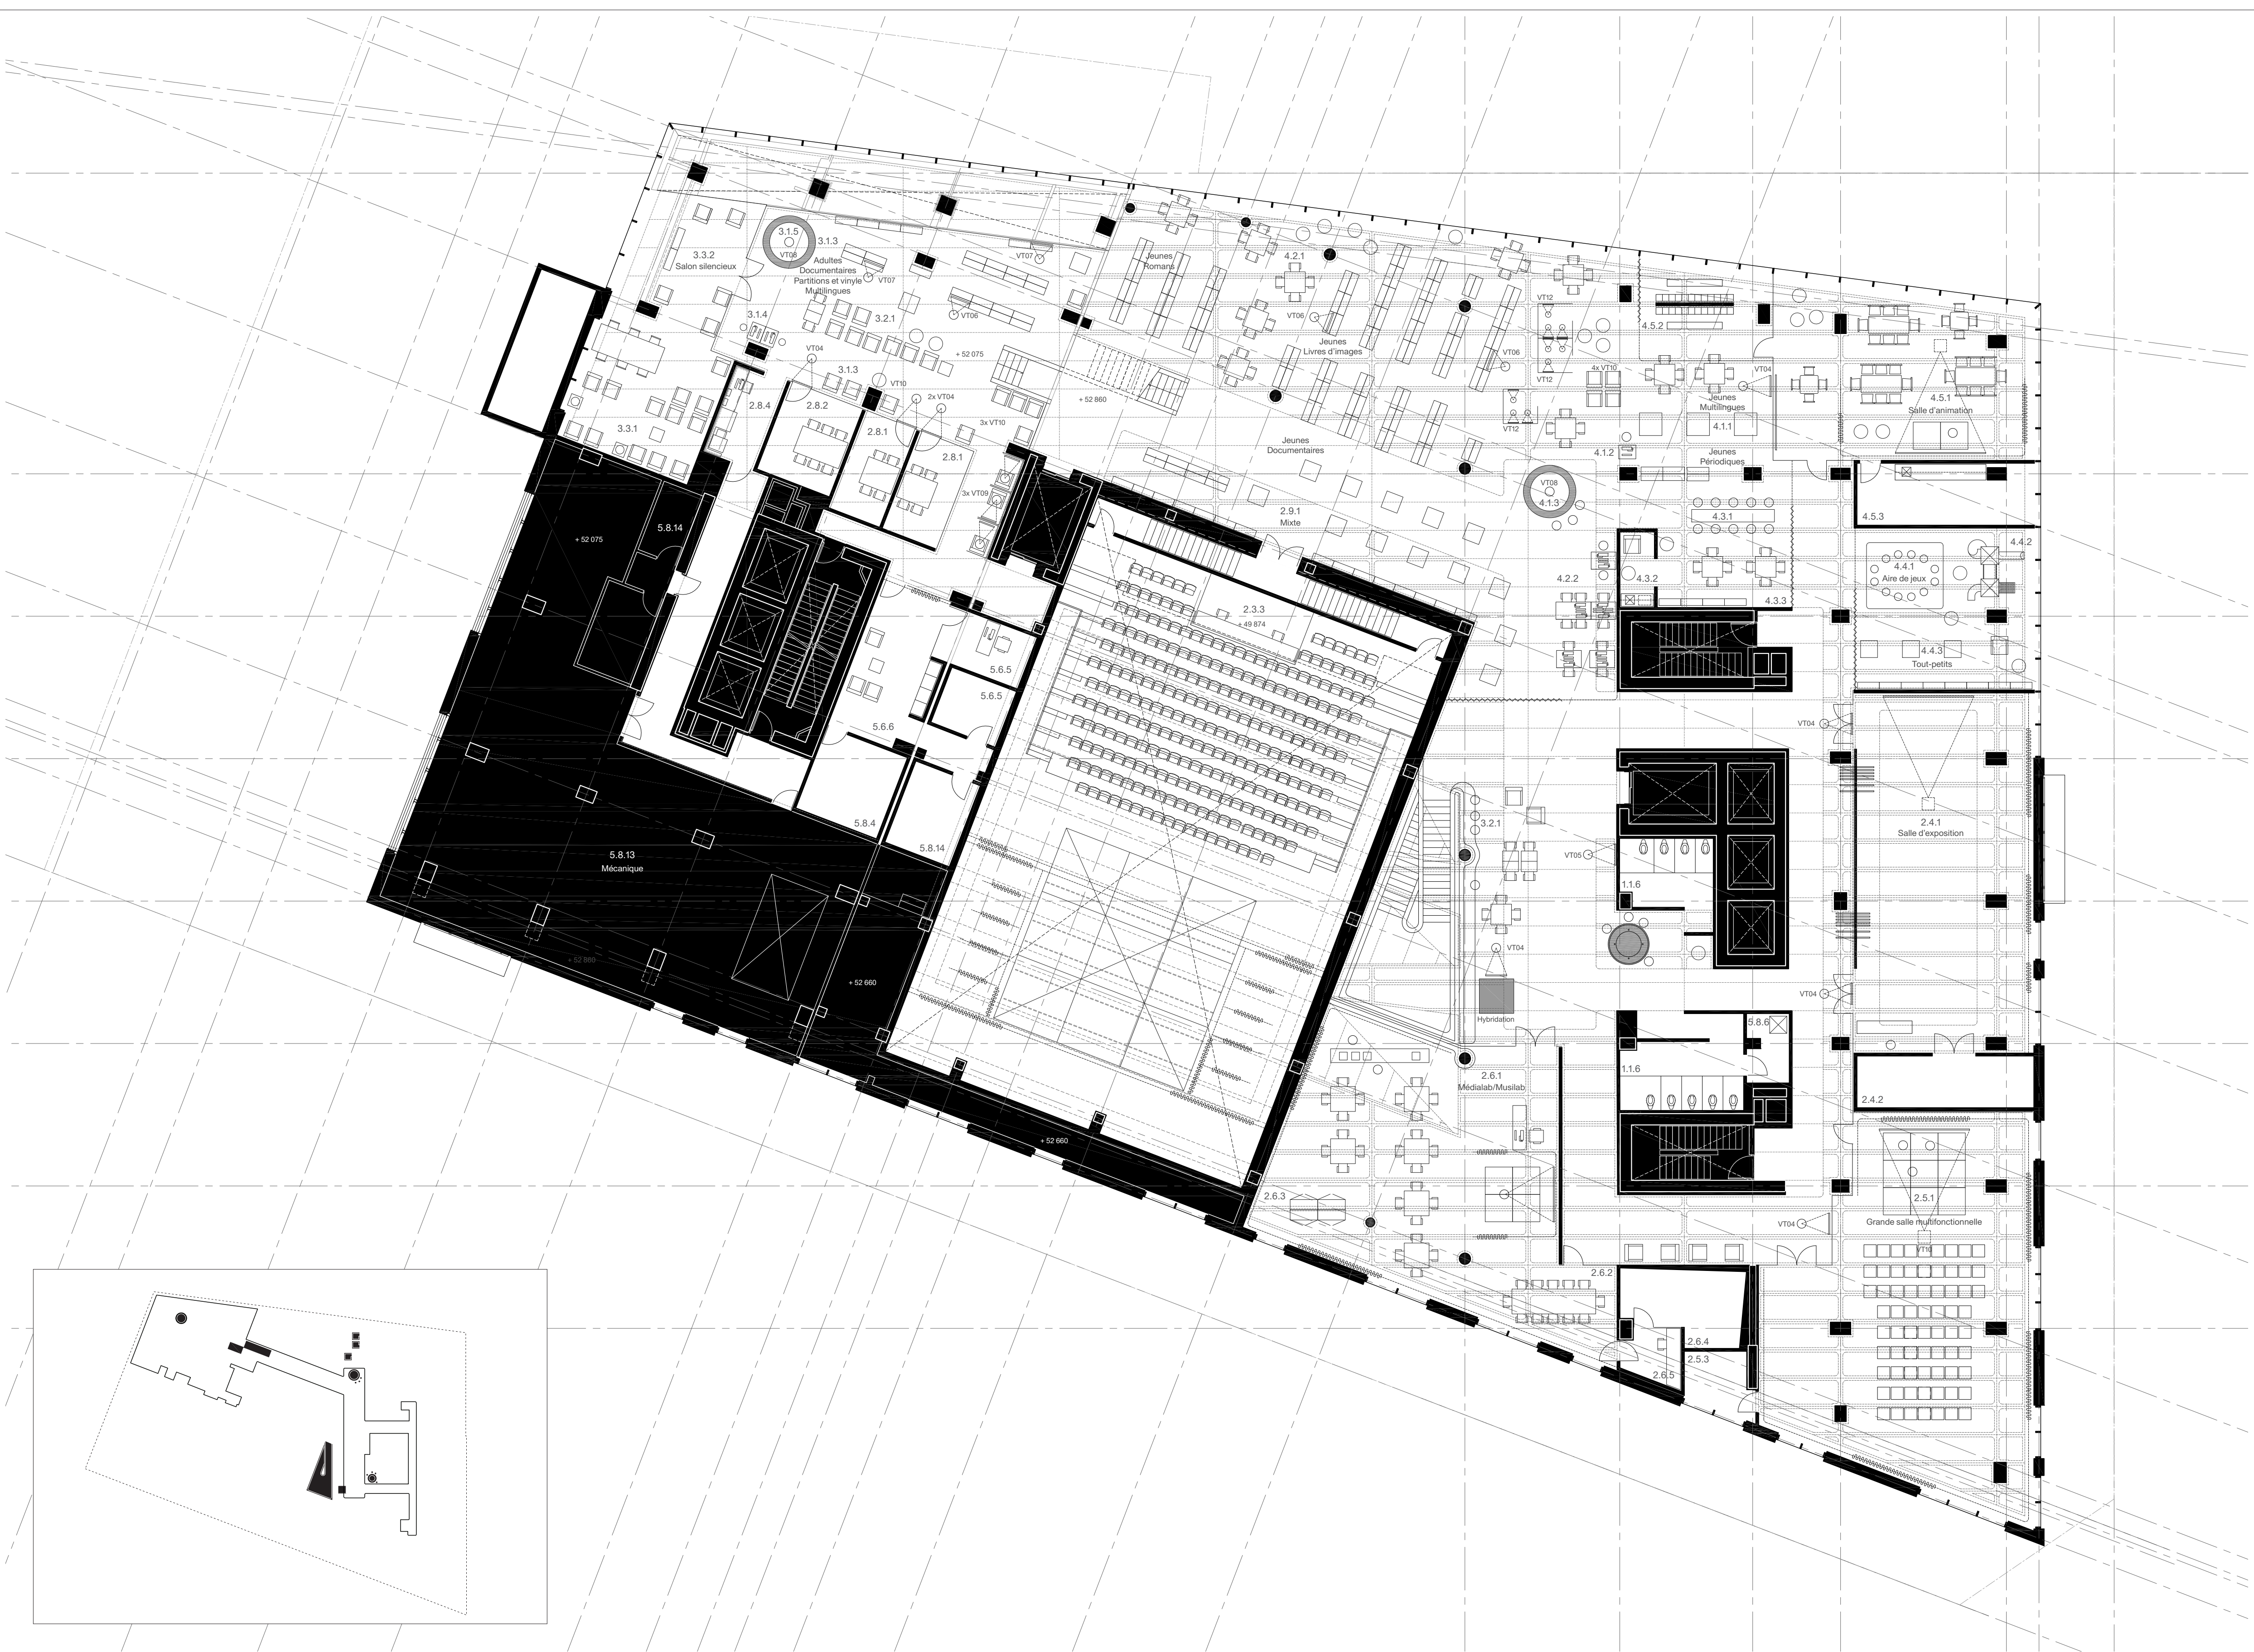 3.1.5
VT08
3.1.3
Adultes
Documentaires
Partitions et vinyle
Multilingues
3.3.2
Salon silencieux
VT07
VT07
3.1.4
3.2.1
VT06
+ 52 075
VT04
3.1.3
VT10
2x VT04
3x VT10
2.8.4
2.8.2
2.8.1
2.8.1
3.3.1
3x VT09
+ 52 860
Jeunes
Romans
4.2.1
VT06
Jeunes
Livres d'images
VT06
VT12
VT12
VT12
4x VT10
4.5.2
VT04
Jeunes
Multilingues
4.1.1
4.5.1
Salle d'animation
4.1.2
Jeunes
Périodiques
Jeunes
Documentaires
VT08
4.1.3
2.9.1
Mixte
4.3.1
4.5.3
4.4.2
4.4.1
Aire de jeux
4.2.2
4.3.2
4.3.3
4.4.3
Tout-petits
5.8.14
+ 52 075
2.3.3
+ 49 874
5.6.5
5.6.5
5.6.6
5.8.4
5.8.14
5.8.13
Mécanique
+ 52 860
+ 52 660
+ 52 660
VT04
3.2.1
VT05
2.4.1
Salle d'exposition
1.1.6
VT04
VT04
Hybridation
5.8.6
2.6.1
Médialab/Musilab
1.1.6
2.4.2
2.6.3
2.5.1
Grande salle multifonctionnelle
VT04
VT10
2.6.2
2.6.4
2.5.3
2.6.5